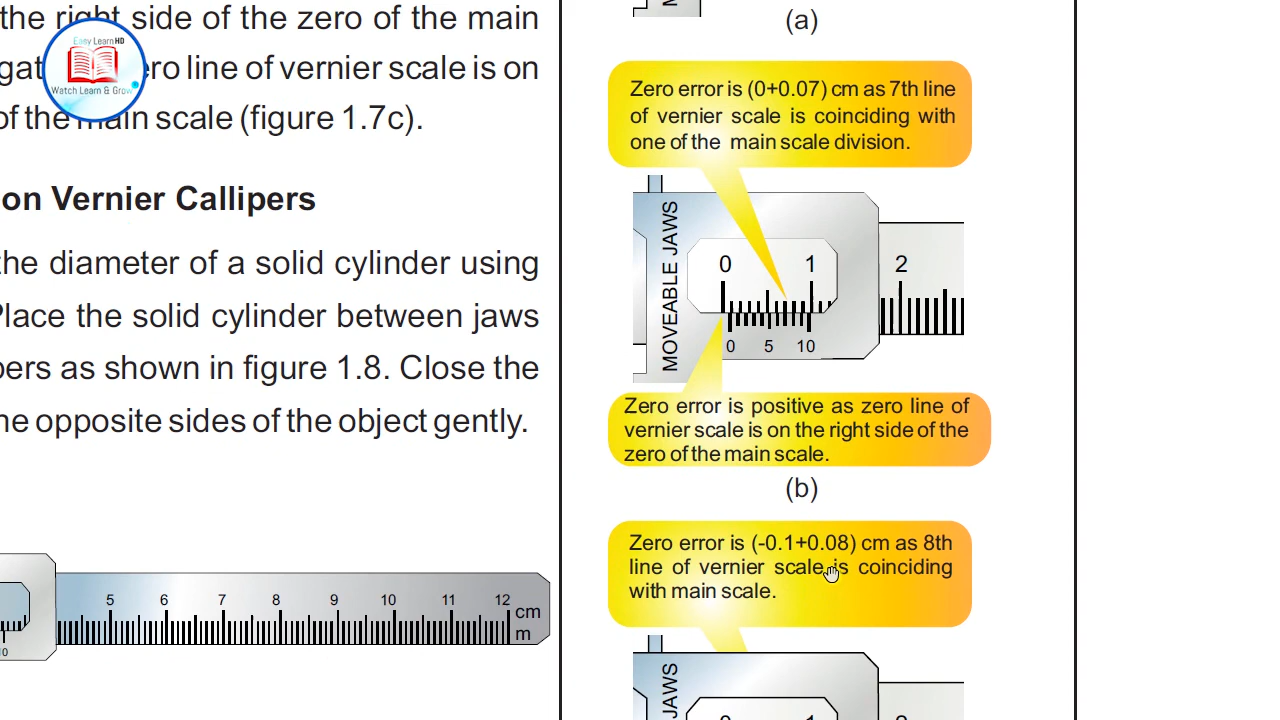 the right side of the zero of the main
ero line of vernier scale is on
of the main scale (figure 1.7c).
Easy Learn HD
Watch Learn & Grow
on Vernier Callipers
the diameter of a solid cylinder using
Place the solid cylinder between jaws
pers as shown in figure 1.8. Close the
he opposite sides of the object gently.
5 6 7 8 9 10 11 12 cm
m
10
(a)
Zero error is (0+0.07) cm as 7th line
of vernier scale is coinciding with
one of the main scale division.
MOVEABLE JAWS
0 1 2
0 5 10
Zero error is positive as zero line of
vernier scale is on the right side of the
zero of the main scale.
(b)
Zero error is (-0.1+0.08) cm as 8th
line of vernier scale is coinciding
with main scale.
JAWS
0 1 2